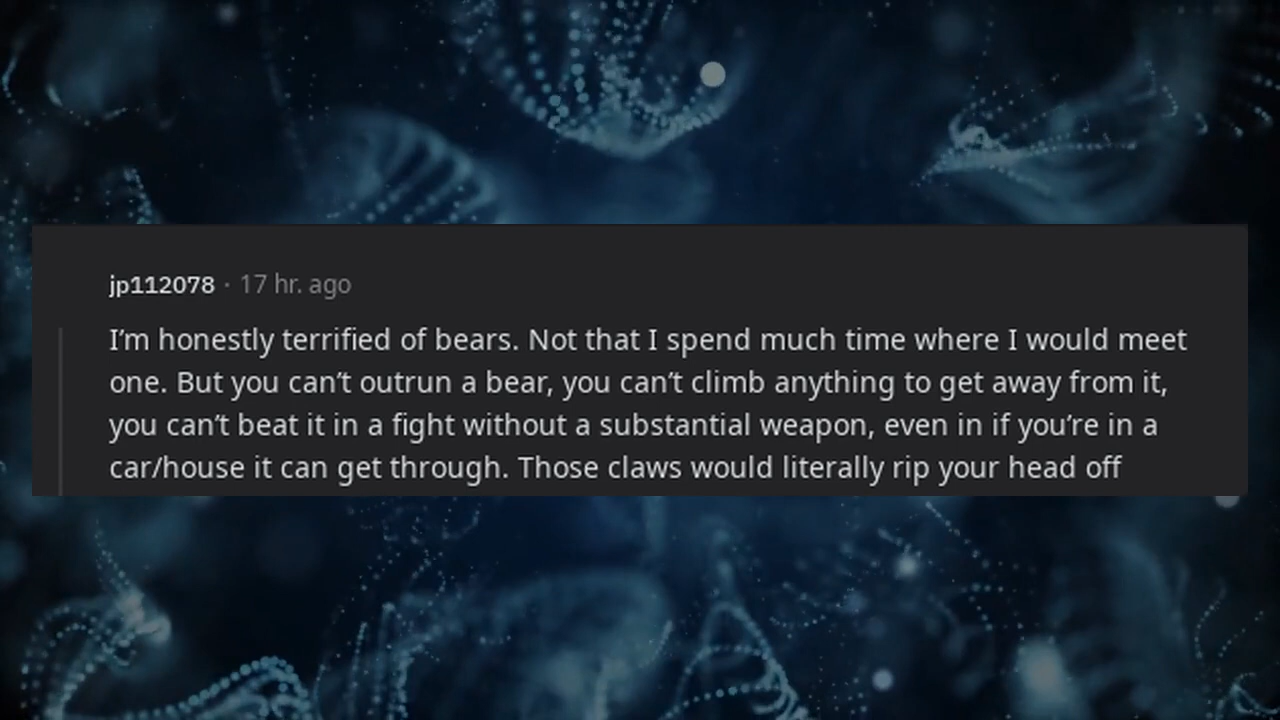 jp112078 · 17 hr. ago
I’m honestly terrified of bears. Not that I spend much time where I would meet
one. But you can’t outrun a bear, you can’t climb anything to get away from it,
you can’t beat it in a fight without a substantial weapon, even in if you’re in a
car/house it can get through. Those claws would literally rip your head off